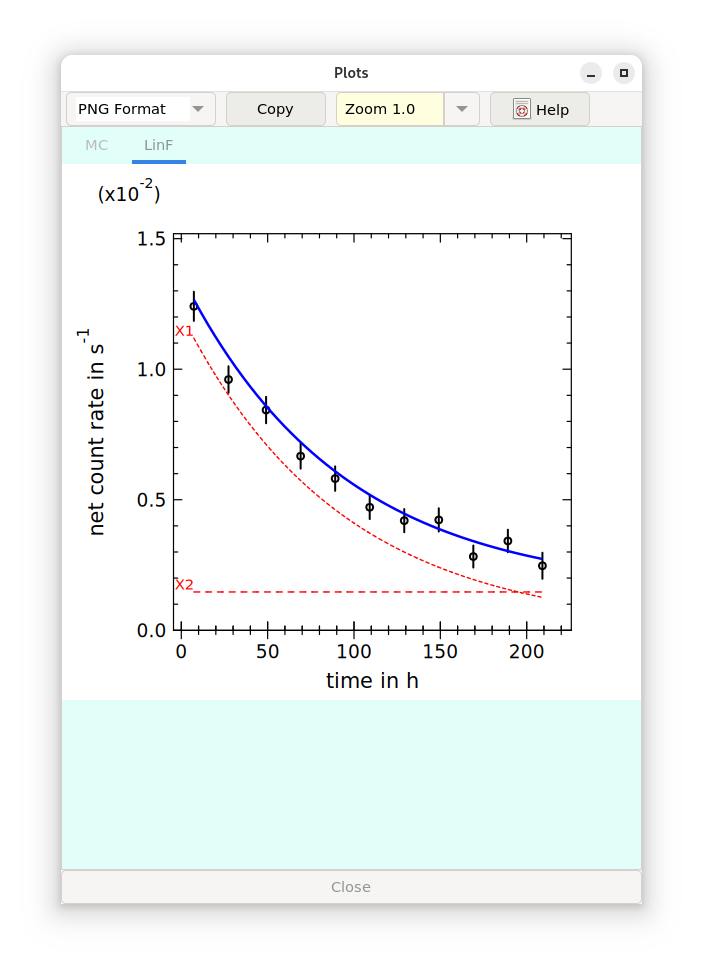 Plots
PNG Format Copy Zoom 1.0 Help
MC LinF
(x10^-2)
1.5
X1
1.0
net count rate in s^-1
0.5
X2
0.0
0 50 100 150 200
time in h
Close